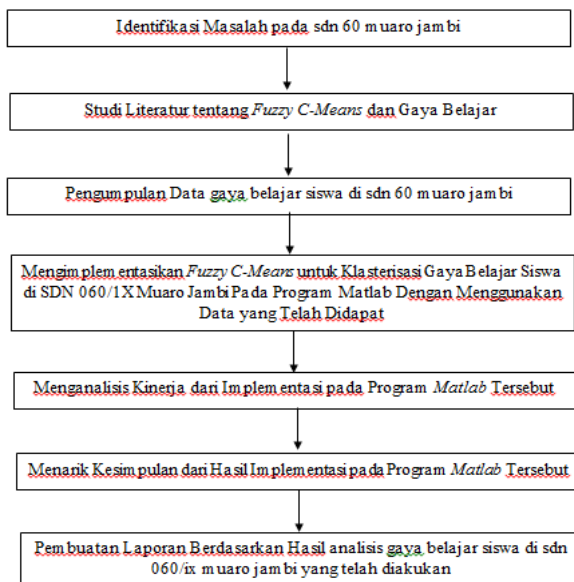 Identifikasi Masalah pada sdn 60 muaro jambi
Studi Literatur tentang Fuzzy C-Means dan Gaya Belajar
Pengumpulan Data gaya belajar siswa di sdn 60 muaro jambi
Mengimplementasikan Fuzzy C-Means untuk Klasterisasi Gaya Belajar Siswa
di SDN 060/1X Muaro Jambi Pada Program Matlab Dengan Menggunakan
Data yang Telah Didapat
Menganalisis Kinerja dari Implementasi pada Program Matlab Tersebut
Menarik Kesimpulan dari Hasil Implementasi pada Program Matlab Tersebut
Pembuatan Laporan Berdasarkan Hasil analisis gaya belajar siswa di sdn
060/ix muaro jambi yang telah diakukan